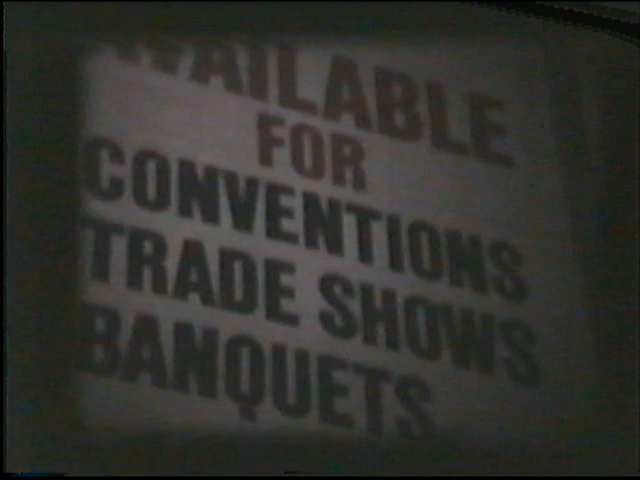 AVAILABLE
FOR
CONVENTIONS
TRADE SHOWS
BANQUETS